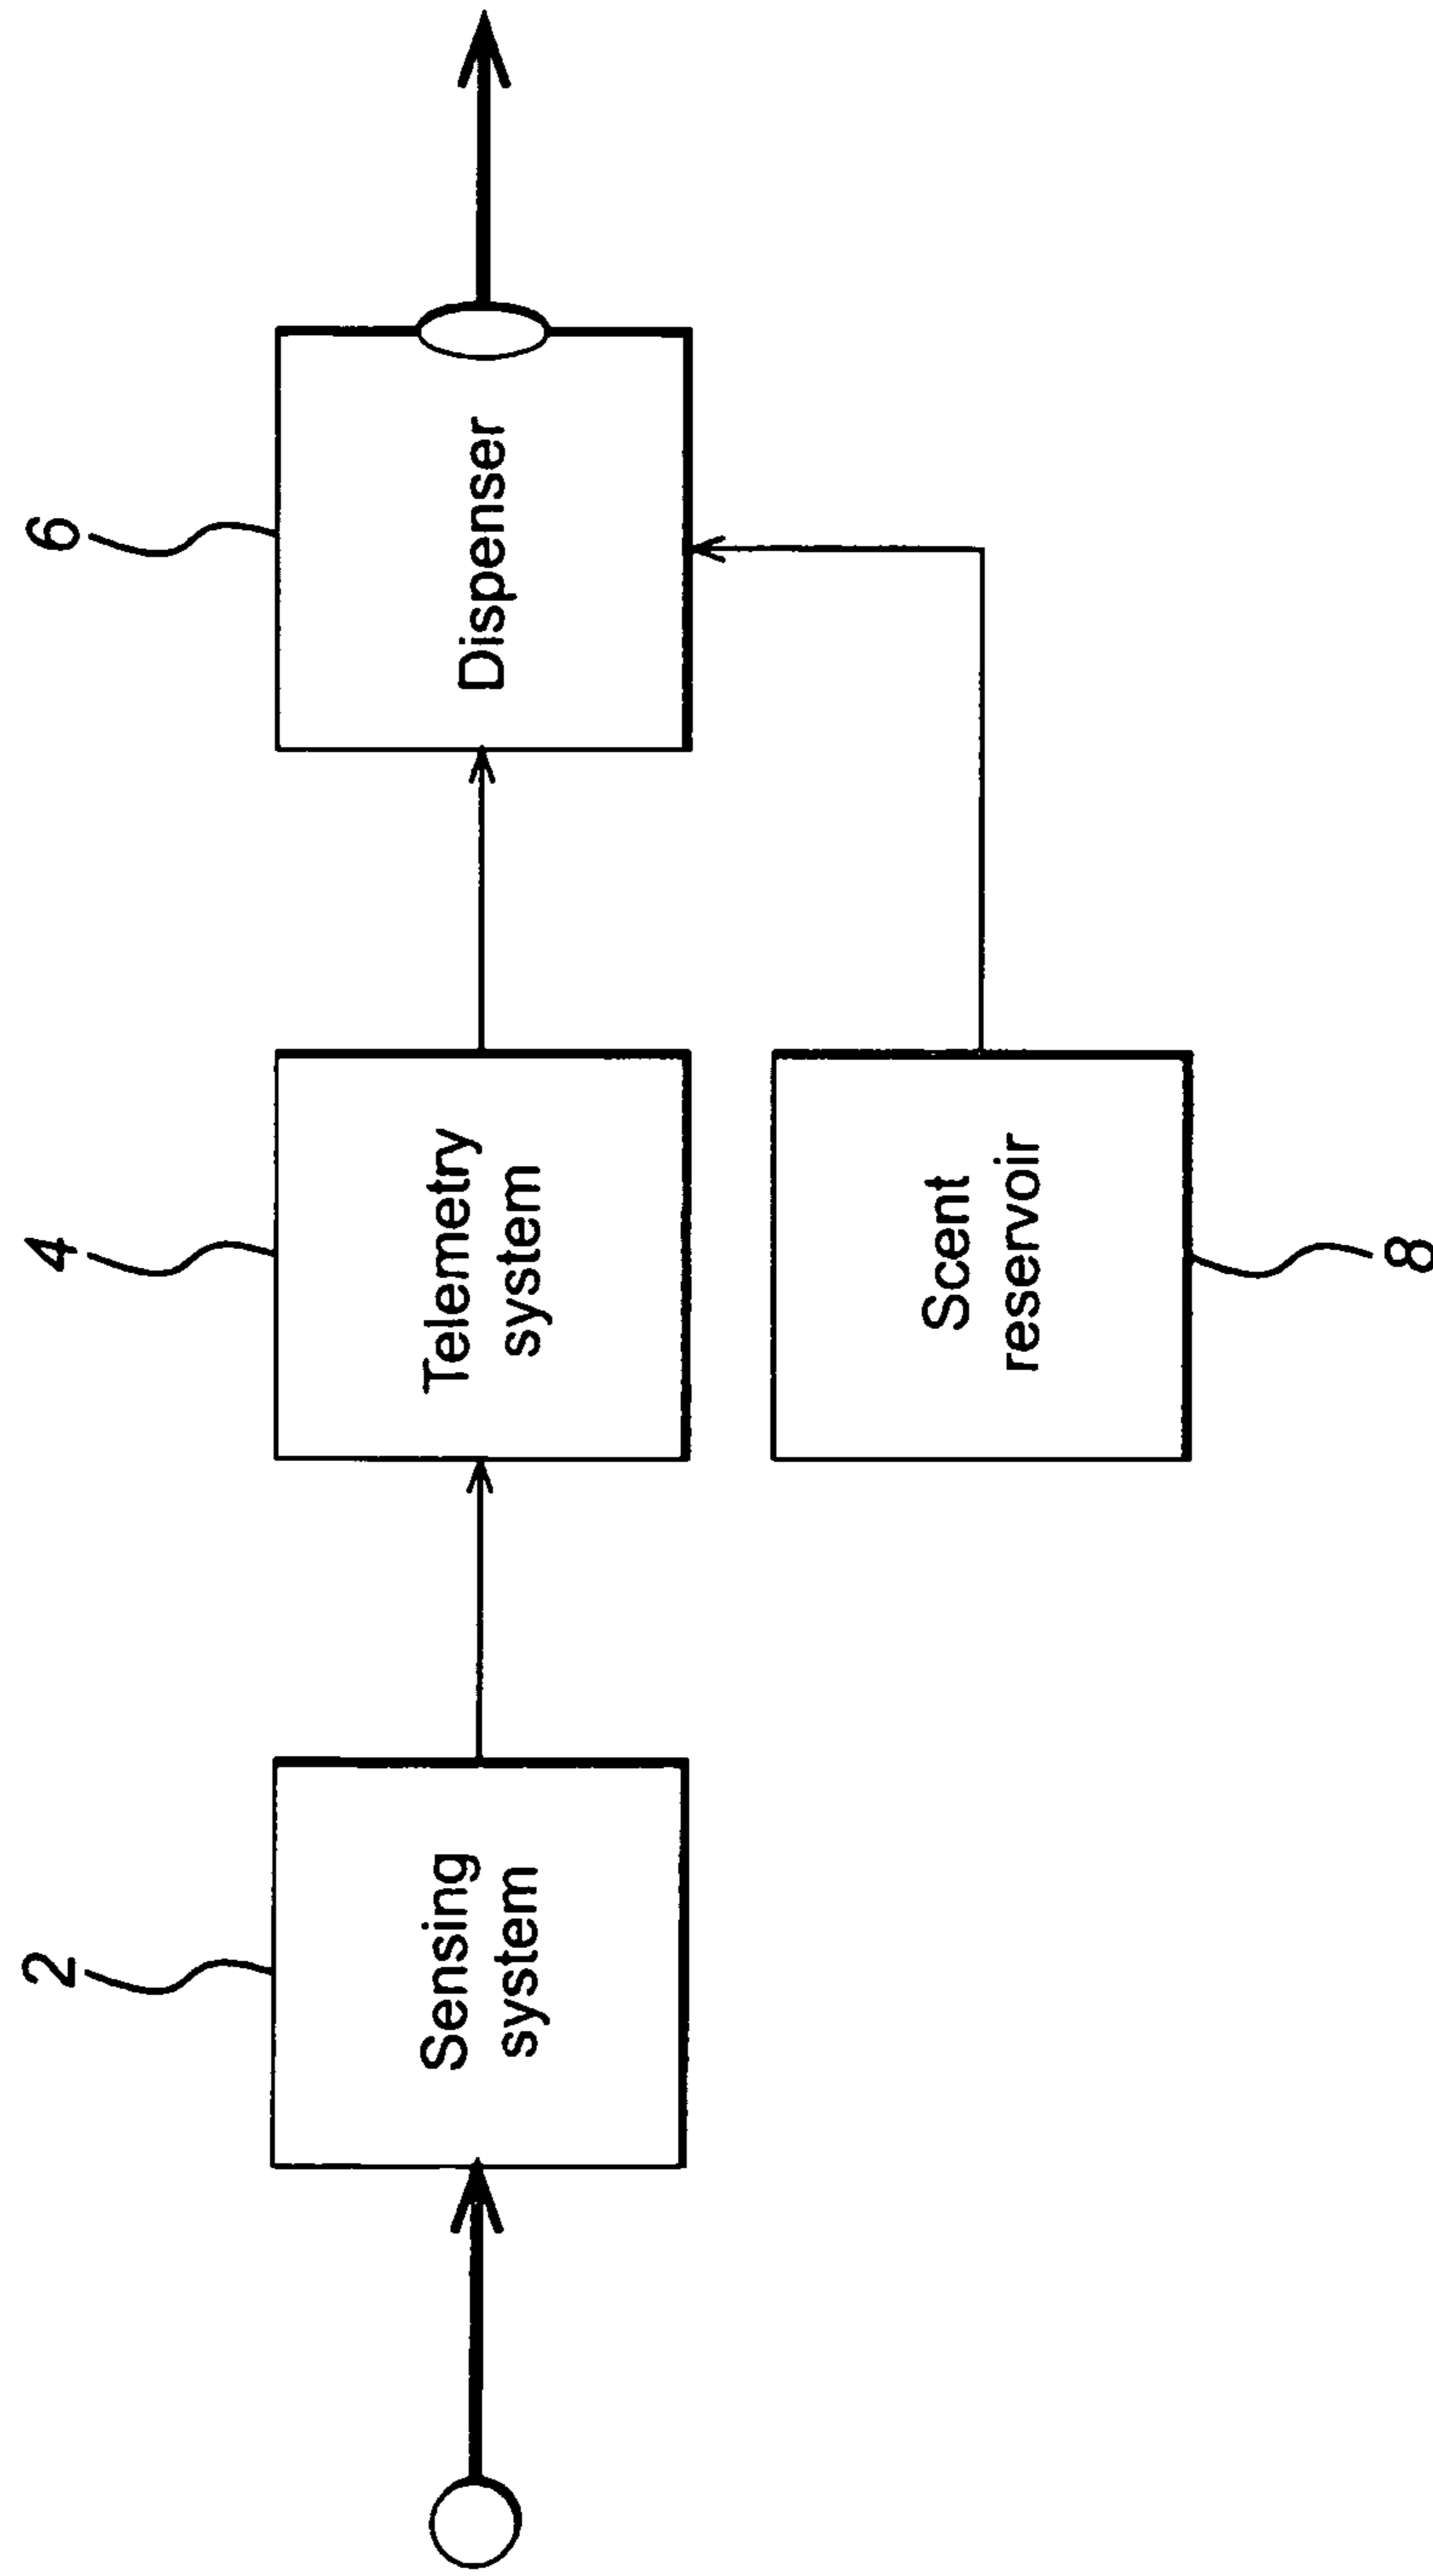 2
4
6
Sensing
system
Telemetry
system
Dispenser
Scent
reservoir
8